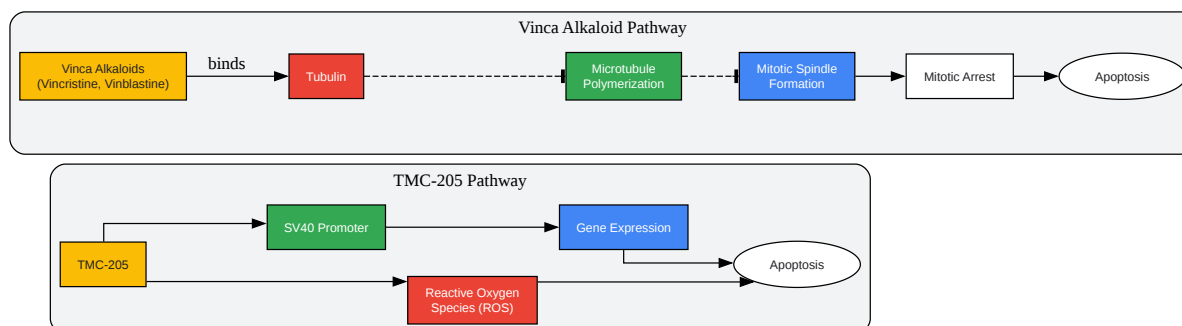 Vinca Alkaloid Pathway
Vinca Alkaloids
(Vincristine, Vinblastine)
binds
Tubulin
Microtubule
Polymerization
Mitotic Spindle
Formation
Mitotic Arrest
Apoptosis
TMC-205 Pathway
TMC-205
SV40 Promoter
Gene Expression
Reactive Oxygen
Species (ROS)
Apoptosis